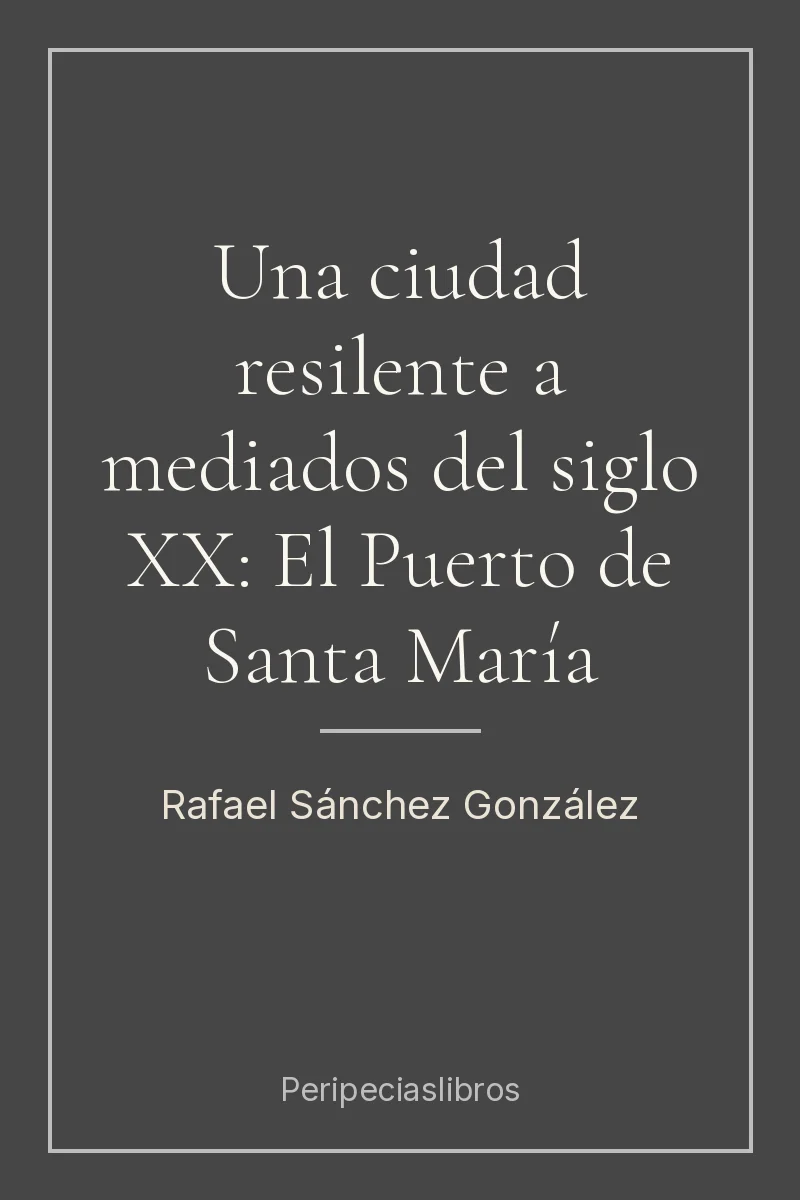 Una ciudad
resilente a
mediados del siglo
XX: El Puerto de
Santa María
Rafael Sánchez González
Peripeciaslibros